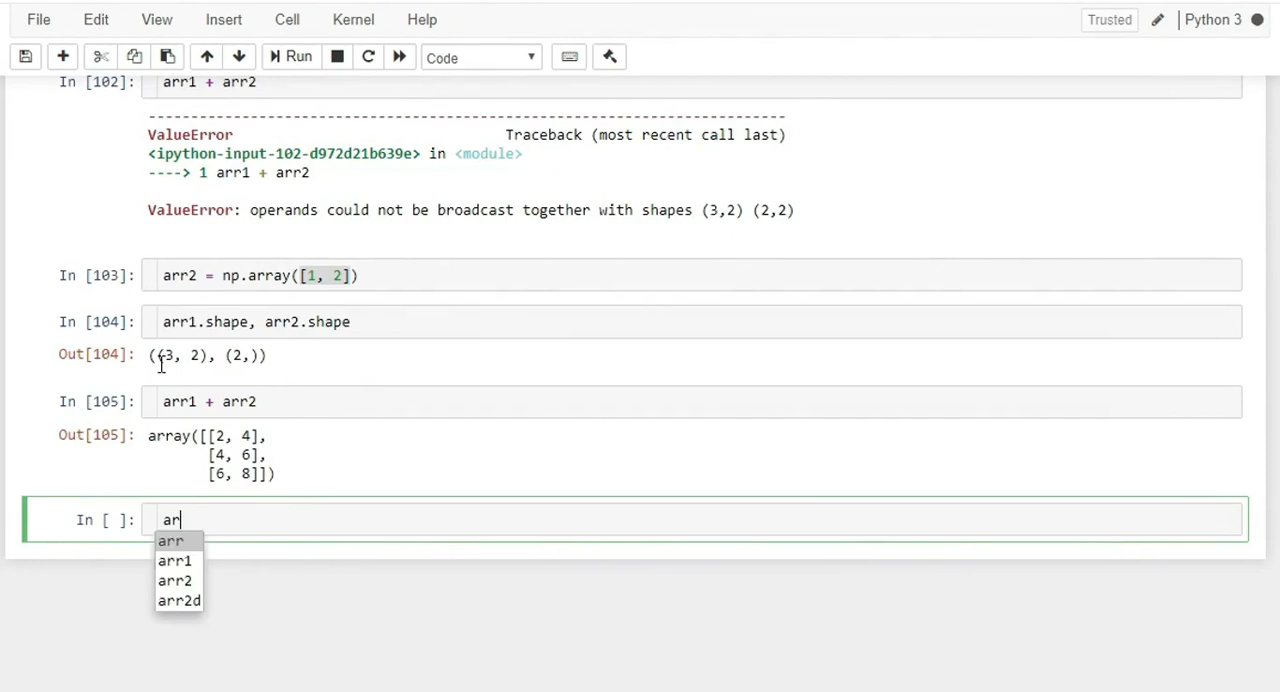 File Edit View Insert Cell Kernel Help Trusted Python 3
Run Code
In [102]: arr1 + arr2
---------------------------------------------------------------------------
ValueError Traceback (most recent call last)
<ipython-input-102-d972d21b639e> in <module>
----> 1 arr1 + arr2
ValueError: operands could not be broadcast together with shapes (3,2) (2,2)
In [103]: arr2 = np.array([1, 2])
In [104]: arr1.shape, arr2.shape
Out[104]: ((3, 2), (2,))
In [105]: arr1 + arr2
Out[105]: array([[2, 4],
[4, 6],
[6, 8]])
In [ ]: ar
arr
arr1
arr2
arr2d